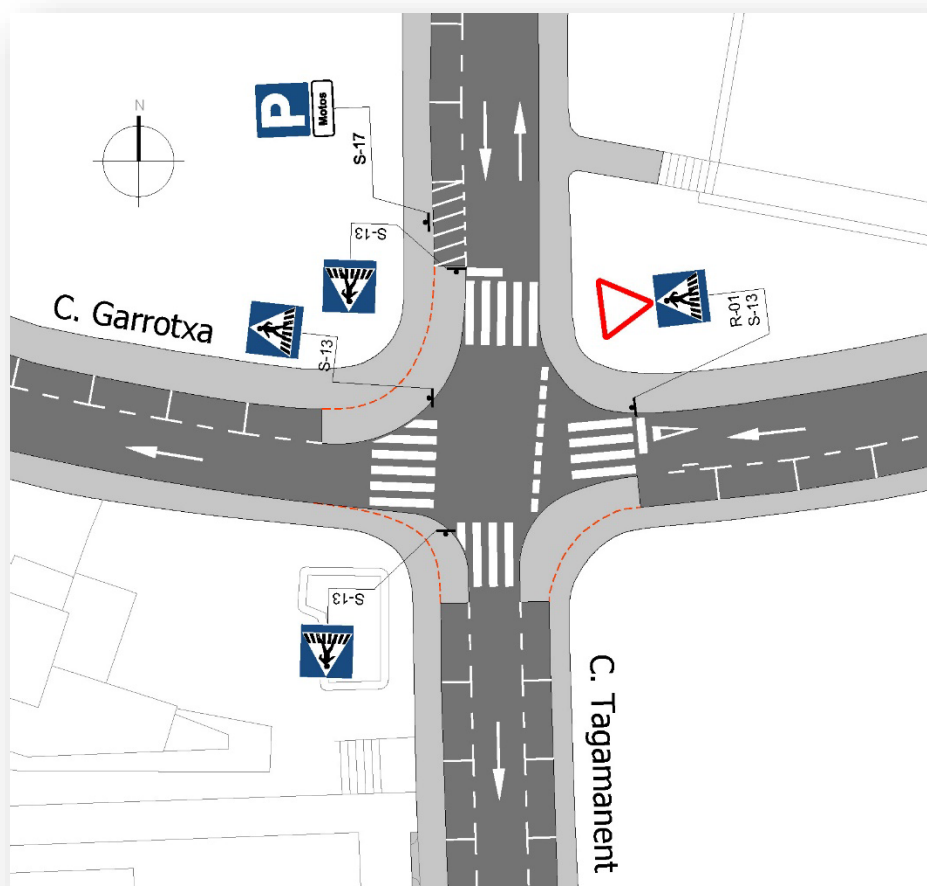 N
P
Motos
S-17
S-13
C. Garrotxa
S-13
R-01
S-13
S-13
C. Tagamanent